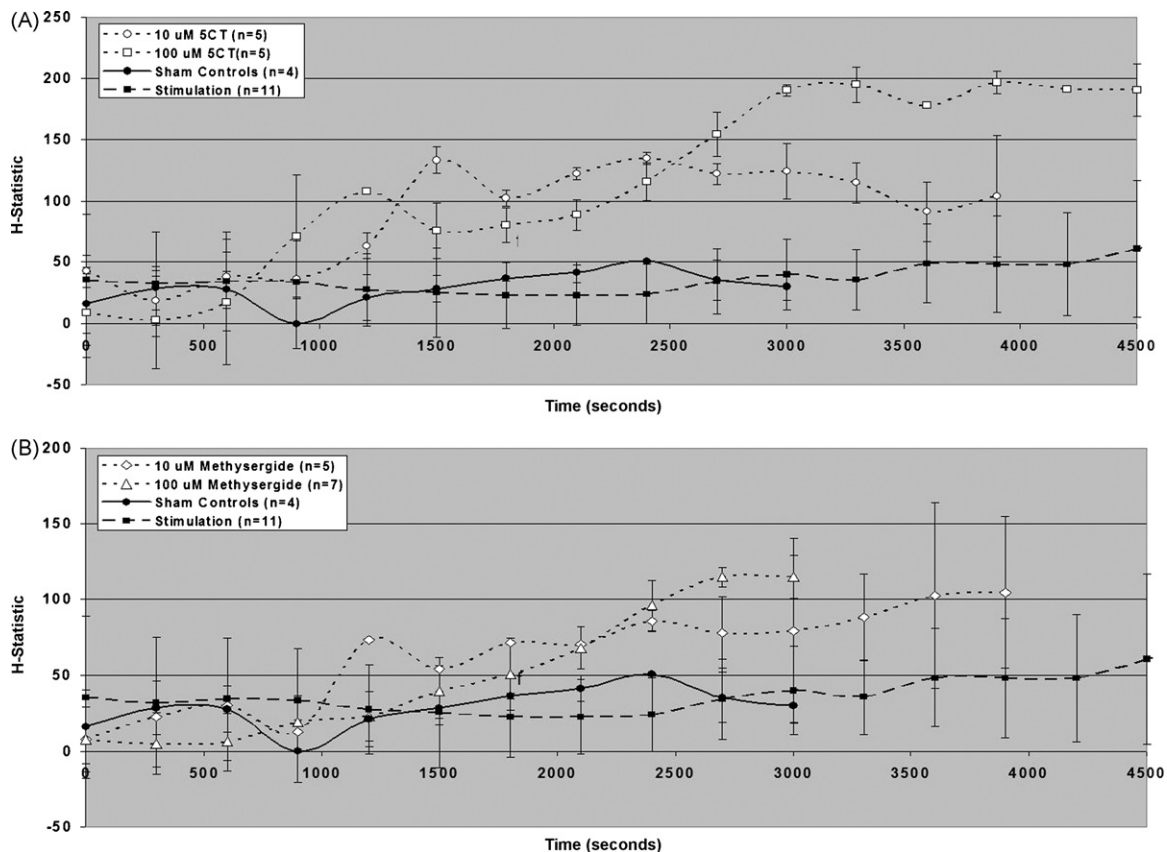 (A)
250
200
150
100
50
0
-50
H-Statistic
10 uM 5CT (n=5)
100 uM 5CT(n=5)
Sham Controls (n=4)
Stimulation (n=11)
†
0 500 1000 1500 2000 2500 3000 3500 4000 4500
Time (seconds)
(B)
200
150
100
50
0
-50
H-Statistic
10 uM Methysergide (n=5)
100 uM Methysergide (n=7)
Sham Controls (n=4)
Stimulation (n=11)
†
0 500 1000 1500 2000 2500 3000 3500 4000 4500
Time (seconds)